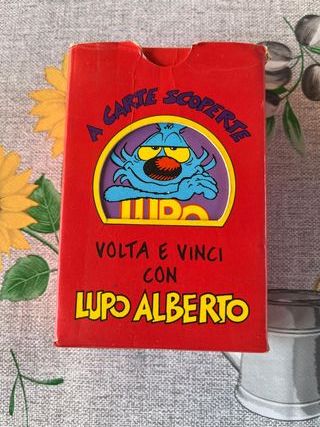 A CARTE SCOPERTE
LUPO
VOLTA E VINCI
CON
LUPO ALBERTO